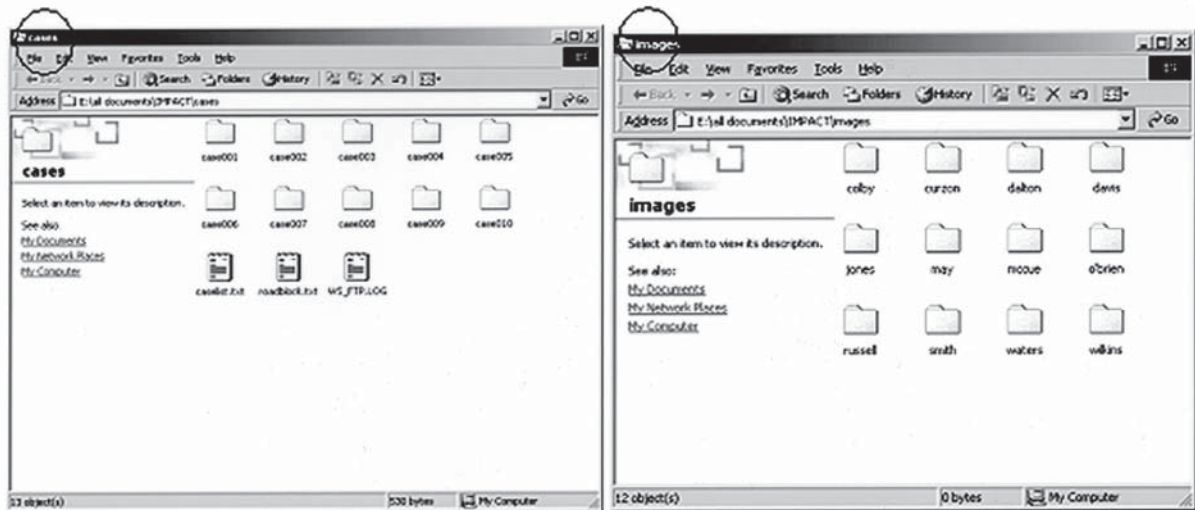 cases
File Edit View Favorites Tools Help
Back Search Folders History
Address E:\all documents\IMPACT\cases Go
cases
Select an item to view its description.
See also:
My Documents
My Network Places
My Computer
case001 case002 case003 case004 case005
case006 case007 case008 case009 case010
caselist.txt roadblock.txt WS_FTP.LOG
13 object(s) 530 bytes My Computer
images
File Edit View Favorites Tools Help
Back Search Folders History
Address E:\all documents\IMPACT\images Go
images
Select an item to view its description.
See also:
My Documents
My Network Places
My Computer
colby curzon dalton davis
jones may mccue o'brien
russell smith waters wilkins
12 object(s) 0 bytes My Computer